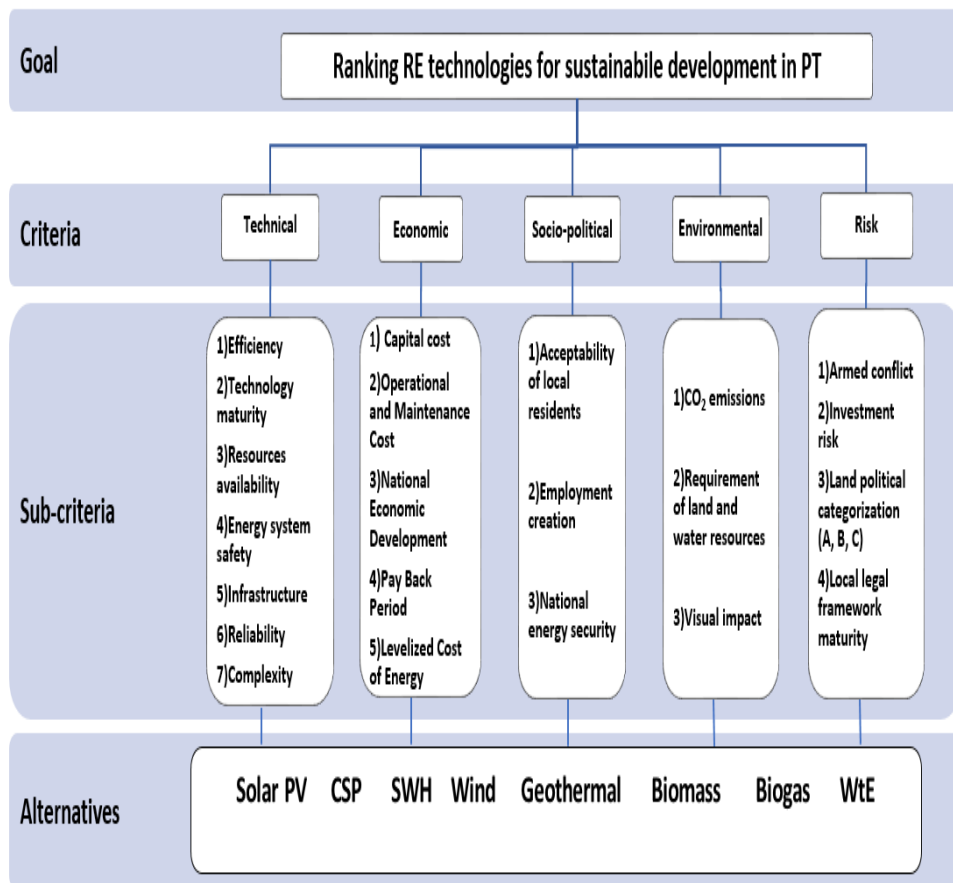 Goal
Ranking RE technologies for sustainabile development in PT
Criteria
Technical
Economic
Socio-political
Environmental
Risk
Sub-criteria
1)Efficiency
2)Technology
maturity
3)Resources
availability
4)Energy system
safety
5)Infrastructure
6)Reliability
7)Complexity
1) Capital cost
2)Operational
and Maintenance
Cost
3)National
Economic
Development
4)Pay Back
Period
5)Levelized Cost
of Energy
1)Acceptability
of local
residents
2)Employment
creation
3)National
energy security
1)CO₂ emissions
2)Requirement
of land and
water resources
3)Visual impact
1)Armed conflict
2)Investment
risk
3)Land political
categorization
(A, B, C)
4)Local legal
framework
maturity
Alternatives
Solar PV CSP SWH Wind Geothermal Biomass Biogas WtE